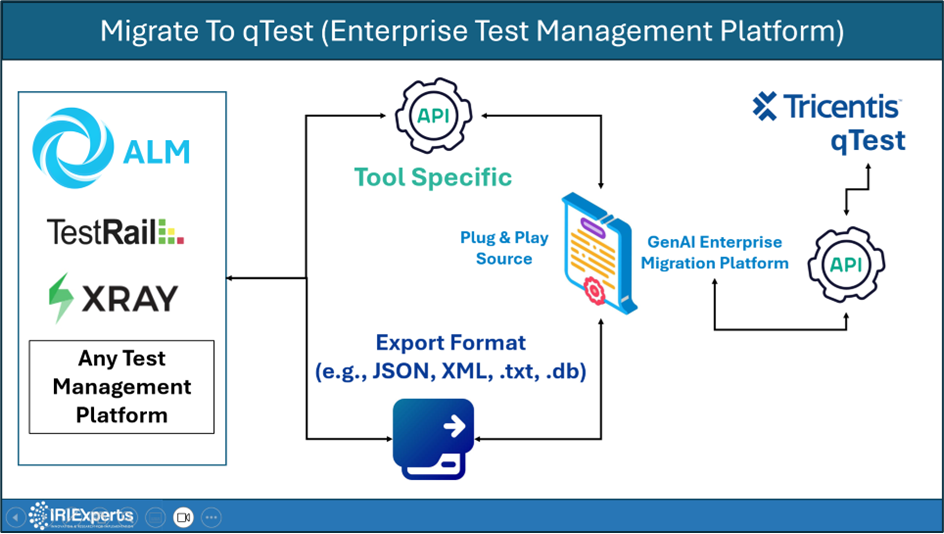 Migrate To qTest (Enterprise Test Management Platform)
ALM
TestRail
XRAY
Any Test
Management
Platform
API
Tool Specific
Plug & Play
Source
GenAI Enterprise
Migration Platform
Export Format
(e.g., JSON, XML, .txt, .db)
Tricentis
qTest
API
IRIExperts